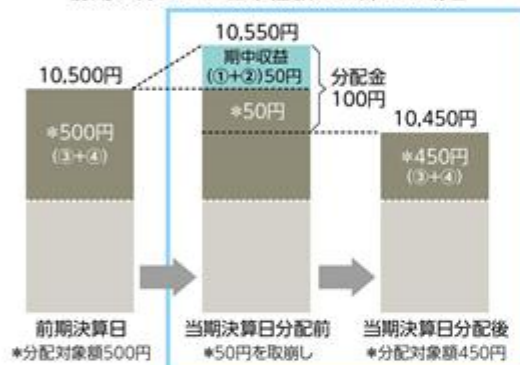 10,550円
10,500円
期中収益
(①+②)50円
分配金
100円
*500円
(③+④)
*50円
10,450円
*450円
(③+④)
前期決算日
*分配対象額500円
当期決算日分配前
*50円を取崩し
当期決算日分配後
*分配対象額450円